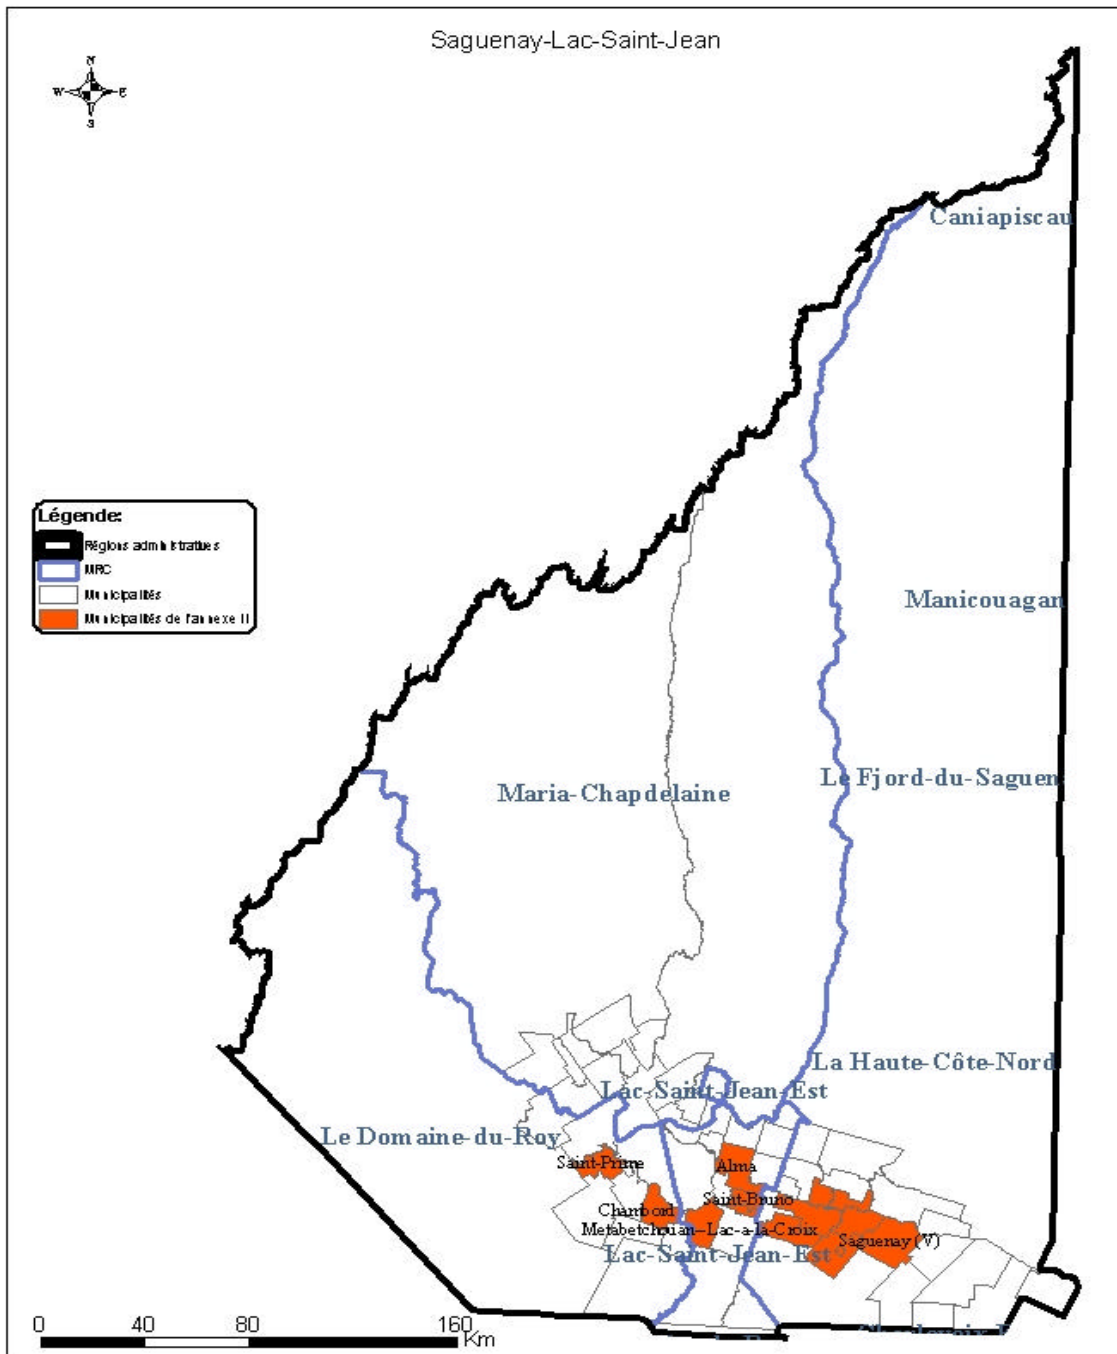 Saguenay-Lac-Saint-Jean
N
W E
S
Caniapiscau
Légende:
Régions administratives
MRC
Municipalités
Municipalités de l'annexe II
Manicouagan
Le Fjord-du-Saguen
Maria-Chapdelaine
La Haute-Côte-Nord
Lac-Saint-Jean-Est
Le Domaine-du-Roy
Saint-Prime
Alma
Saint-Bruno
Chambord
Metabetchouan--Lac-a-la-Croix
Saguenay (V)
Lac-Saint-Jean-Est
0 40 80 160
Km